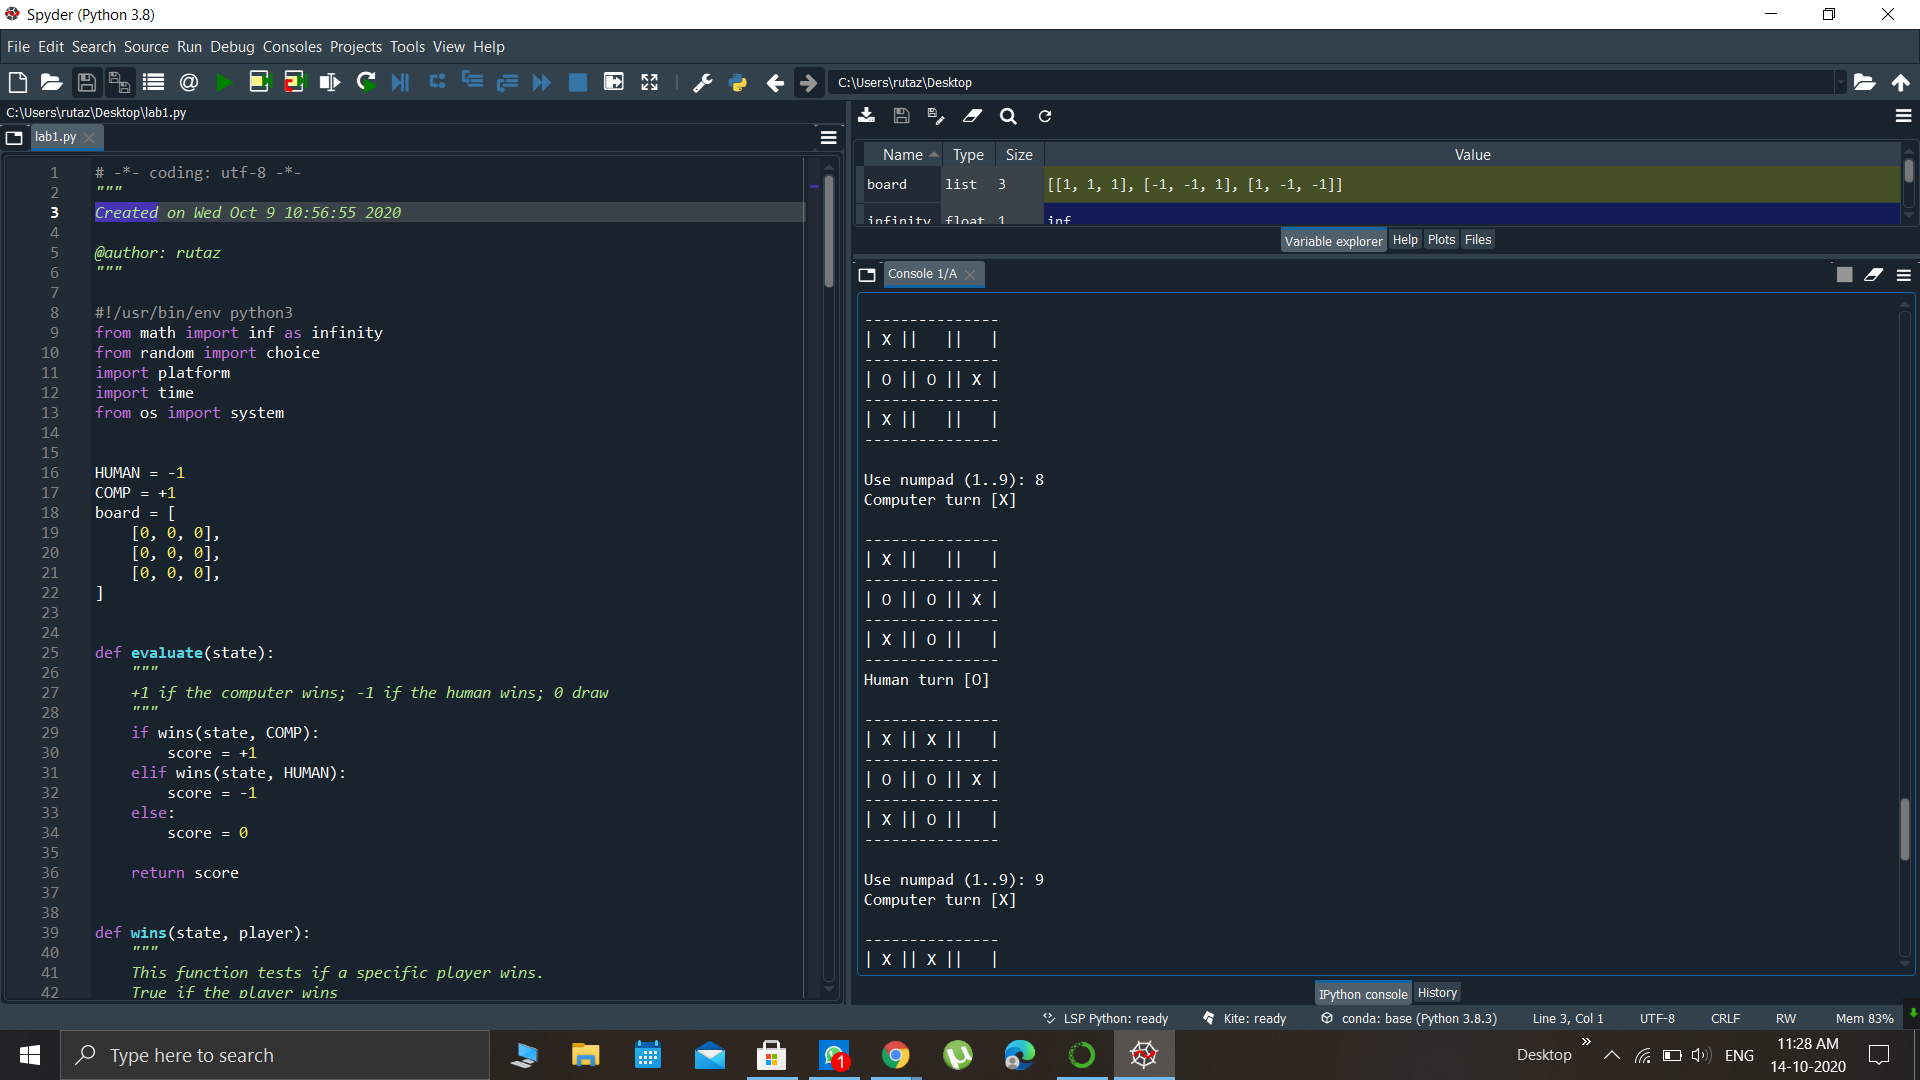 Spyder (Python 3.8)
File Edit Search Source Run Debug Consoles Projects Tools View Help
C:\Users\rutaz\Desktop
C:\Users\rutaz\Desktop\lab1.py
lab1.py
1 # -*- coding: utf-8 -*-
2 """
3 Created on Wed Oct 9 10:56:55 2020
4
5 @author: rutaz
6 """
7
8 #!/usr/bin/env python3
9 from math import inf as infinity
10 from random import choice
11 import platform
12 import time
13 from os import system
14
15
16 HUMAN = -1
17 COMP = +1
18 board = [
19     [0, 0, 0],
20     [0, 0, 0],
21     [0, 0, 0],
22 ]
23
24
25 def evaluate(state):
26     """
27     +1 if the computer wins; -1 if the human wins; 0 draw
28     """
29     if wins(state, COMP):
30         score = +1
31     elif wins(state, HUMAN):
32         score = -1
33     else:
34         score = 0
35
36     return score
37
38
39 def wins(state, player):
40     """
41     This function tests if a specific player wins.
42     True if the player wins
Name Type Size Value
board list 3 [[1, 1, 1], [-1, -1, 1], [1, -1, -1]]
infinity float 1 inf
Variable explorer Help Plots Files
Console 1/A
---------------
| X ||   ||   |
---------------
| O || O || X |
---------------
| X ||   ||   |
---------------
Use numpad (1..9): 8
Computer turn [X]
---------------
| X ||   ||   |
---------------
| O || O || X |
---------------
| X || O ||   |
---------------
Human turn [O]
---------------
| X || X ||   |
---------------
| O || O || X |
---------------
| X || O ||   |
---------------
Use numpad (1..9): 9
Computer turn [X]
---------------
| X || X ||   |
IPython console History
LSP Python: ready Kite: ready conda: base (Python 3.8.3) Line 3, Col 1 UTF-8 CRLF RW Mem 83%
Type here to search
1
Desktop » ENG
11:28 AM
14-10-2020